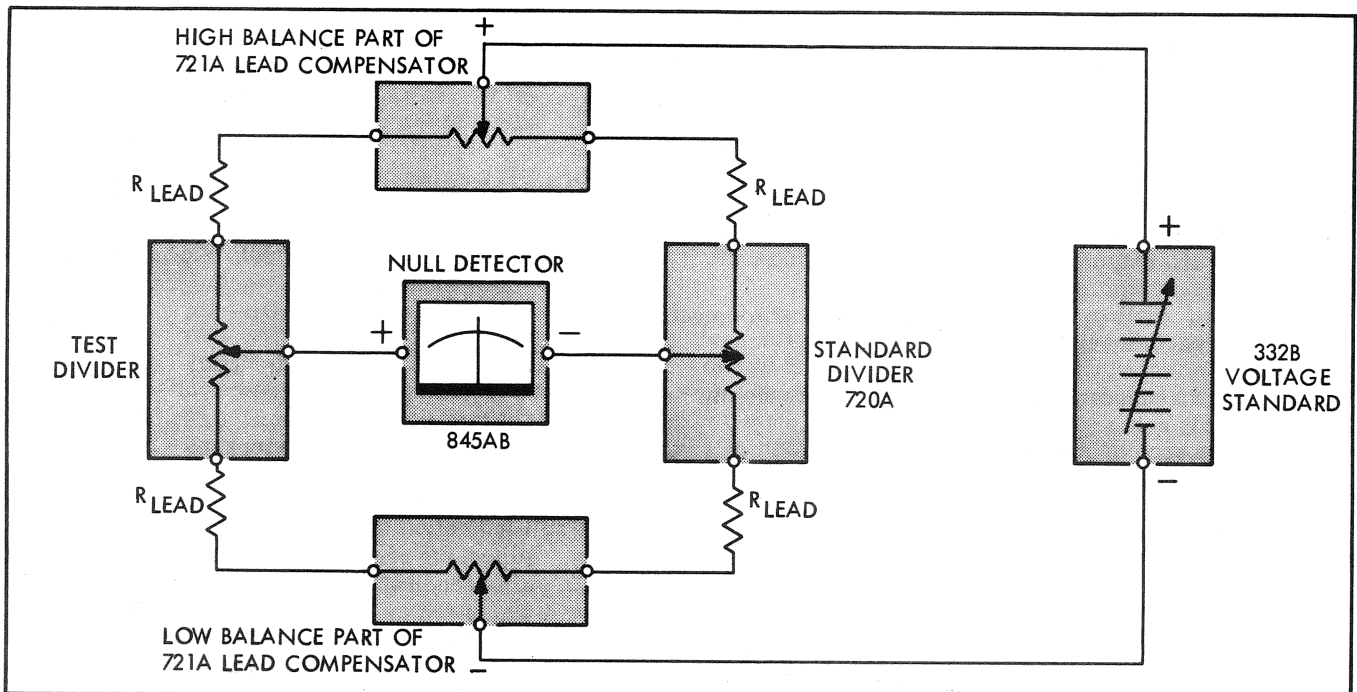 HIGH BALANCE PART OF
721A LEAD COMPENSATOR
+
R LEAD
R LEAD
NULL DETECTOR
+
+
−
TEST
DIVIDER
STANDARD
DIVIDER
720A
332B
VOLTAGE
STANDARD
845AB
−
R LEAD
R LEAD
LOW BALANCE PART OF
721A LEAD COMPENSATOR −